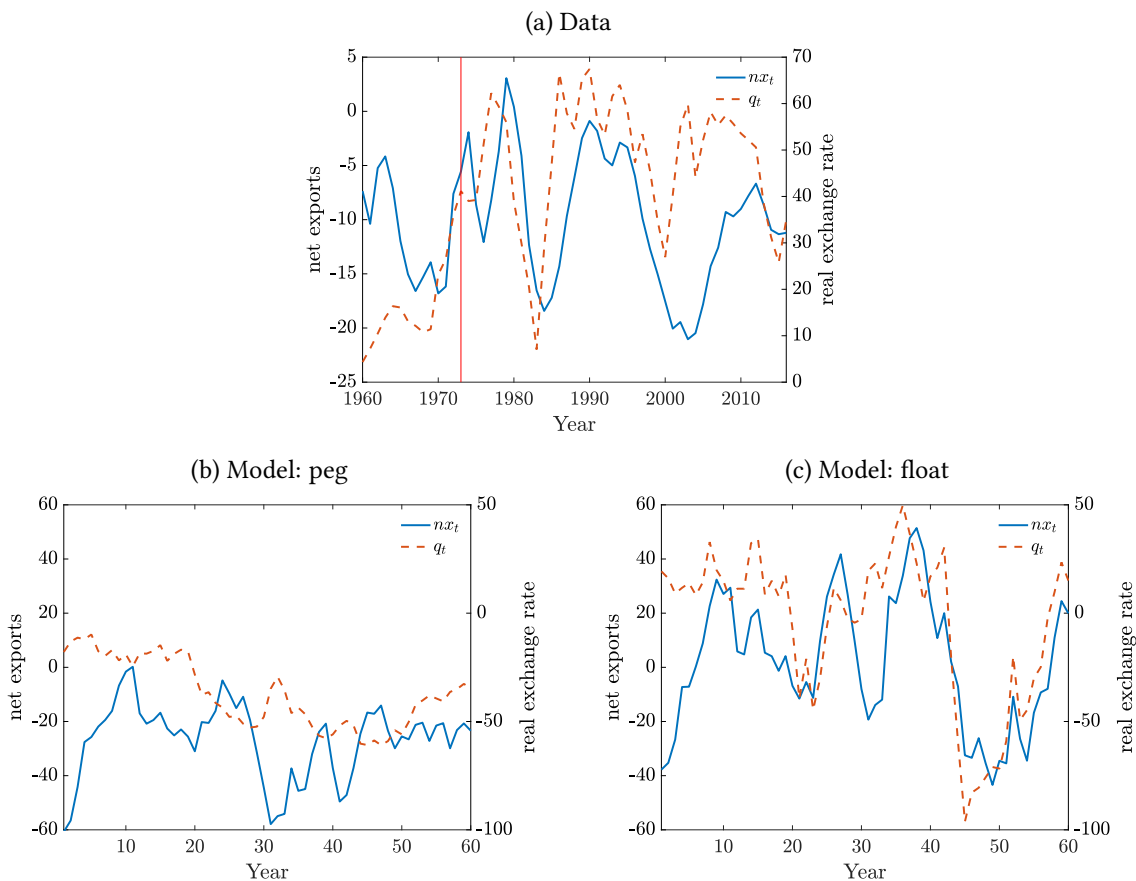 (a) Data
net exports
5
0
-5
-10
-15
-20
-25
1960 1970 1980 1990 2000 2010
Year
70
60
50
40
30
20
10
0
real exchange rate
nx_t
q_t
(b) Model: peg
net exports
60
40
20
0
-20
-40
-60
10 20 30 40 50 60
Year
50
0
-50
-100
real exchange rate
nx_t
q_t
(c) Model: float
net exports
60
40
20
0
-20
-40
-60
10 20 30 40 50 60
Year
50
0
-50
-100
real exchange rate
nx_t
q_t